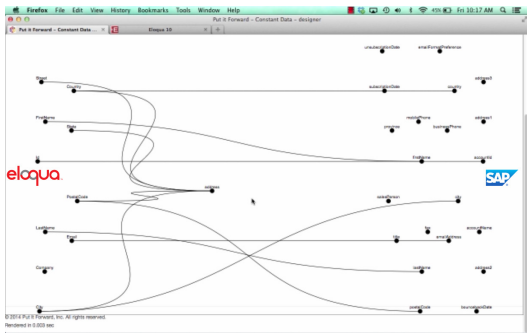 Firefox File Edit View History Bookmarks Tools Window Help 45% Fri 10:17 AM
Put It Forward – Constant Data – designer
Put It Forward – Constant Data ... Eloqua 10
unsubscriptionDate emailFormatPreference
Street address3
Country subscriptionDate country
FirstName mobilePhone address1
State province businessPhone
Id firstName accountId
eloqua. SAP
address
PostalCode salesPerson city
LastName fax accountName
Email title emailAddress
Company lastName address2
City postalCode bouncebackDate
© 2014 Put It Forward, Inc. All rights reserved.
Rendered in 0.003 sec